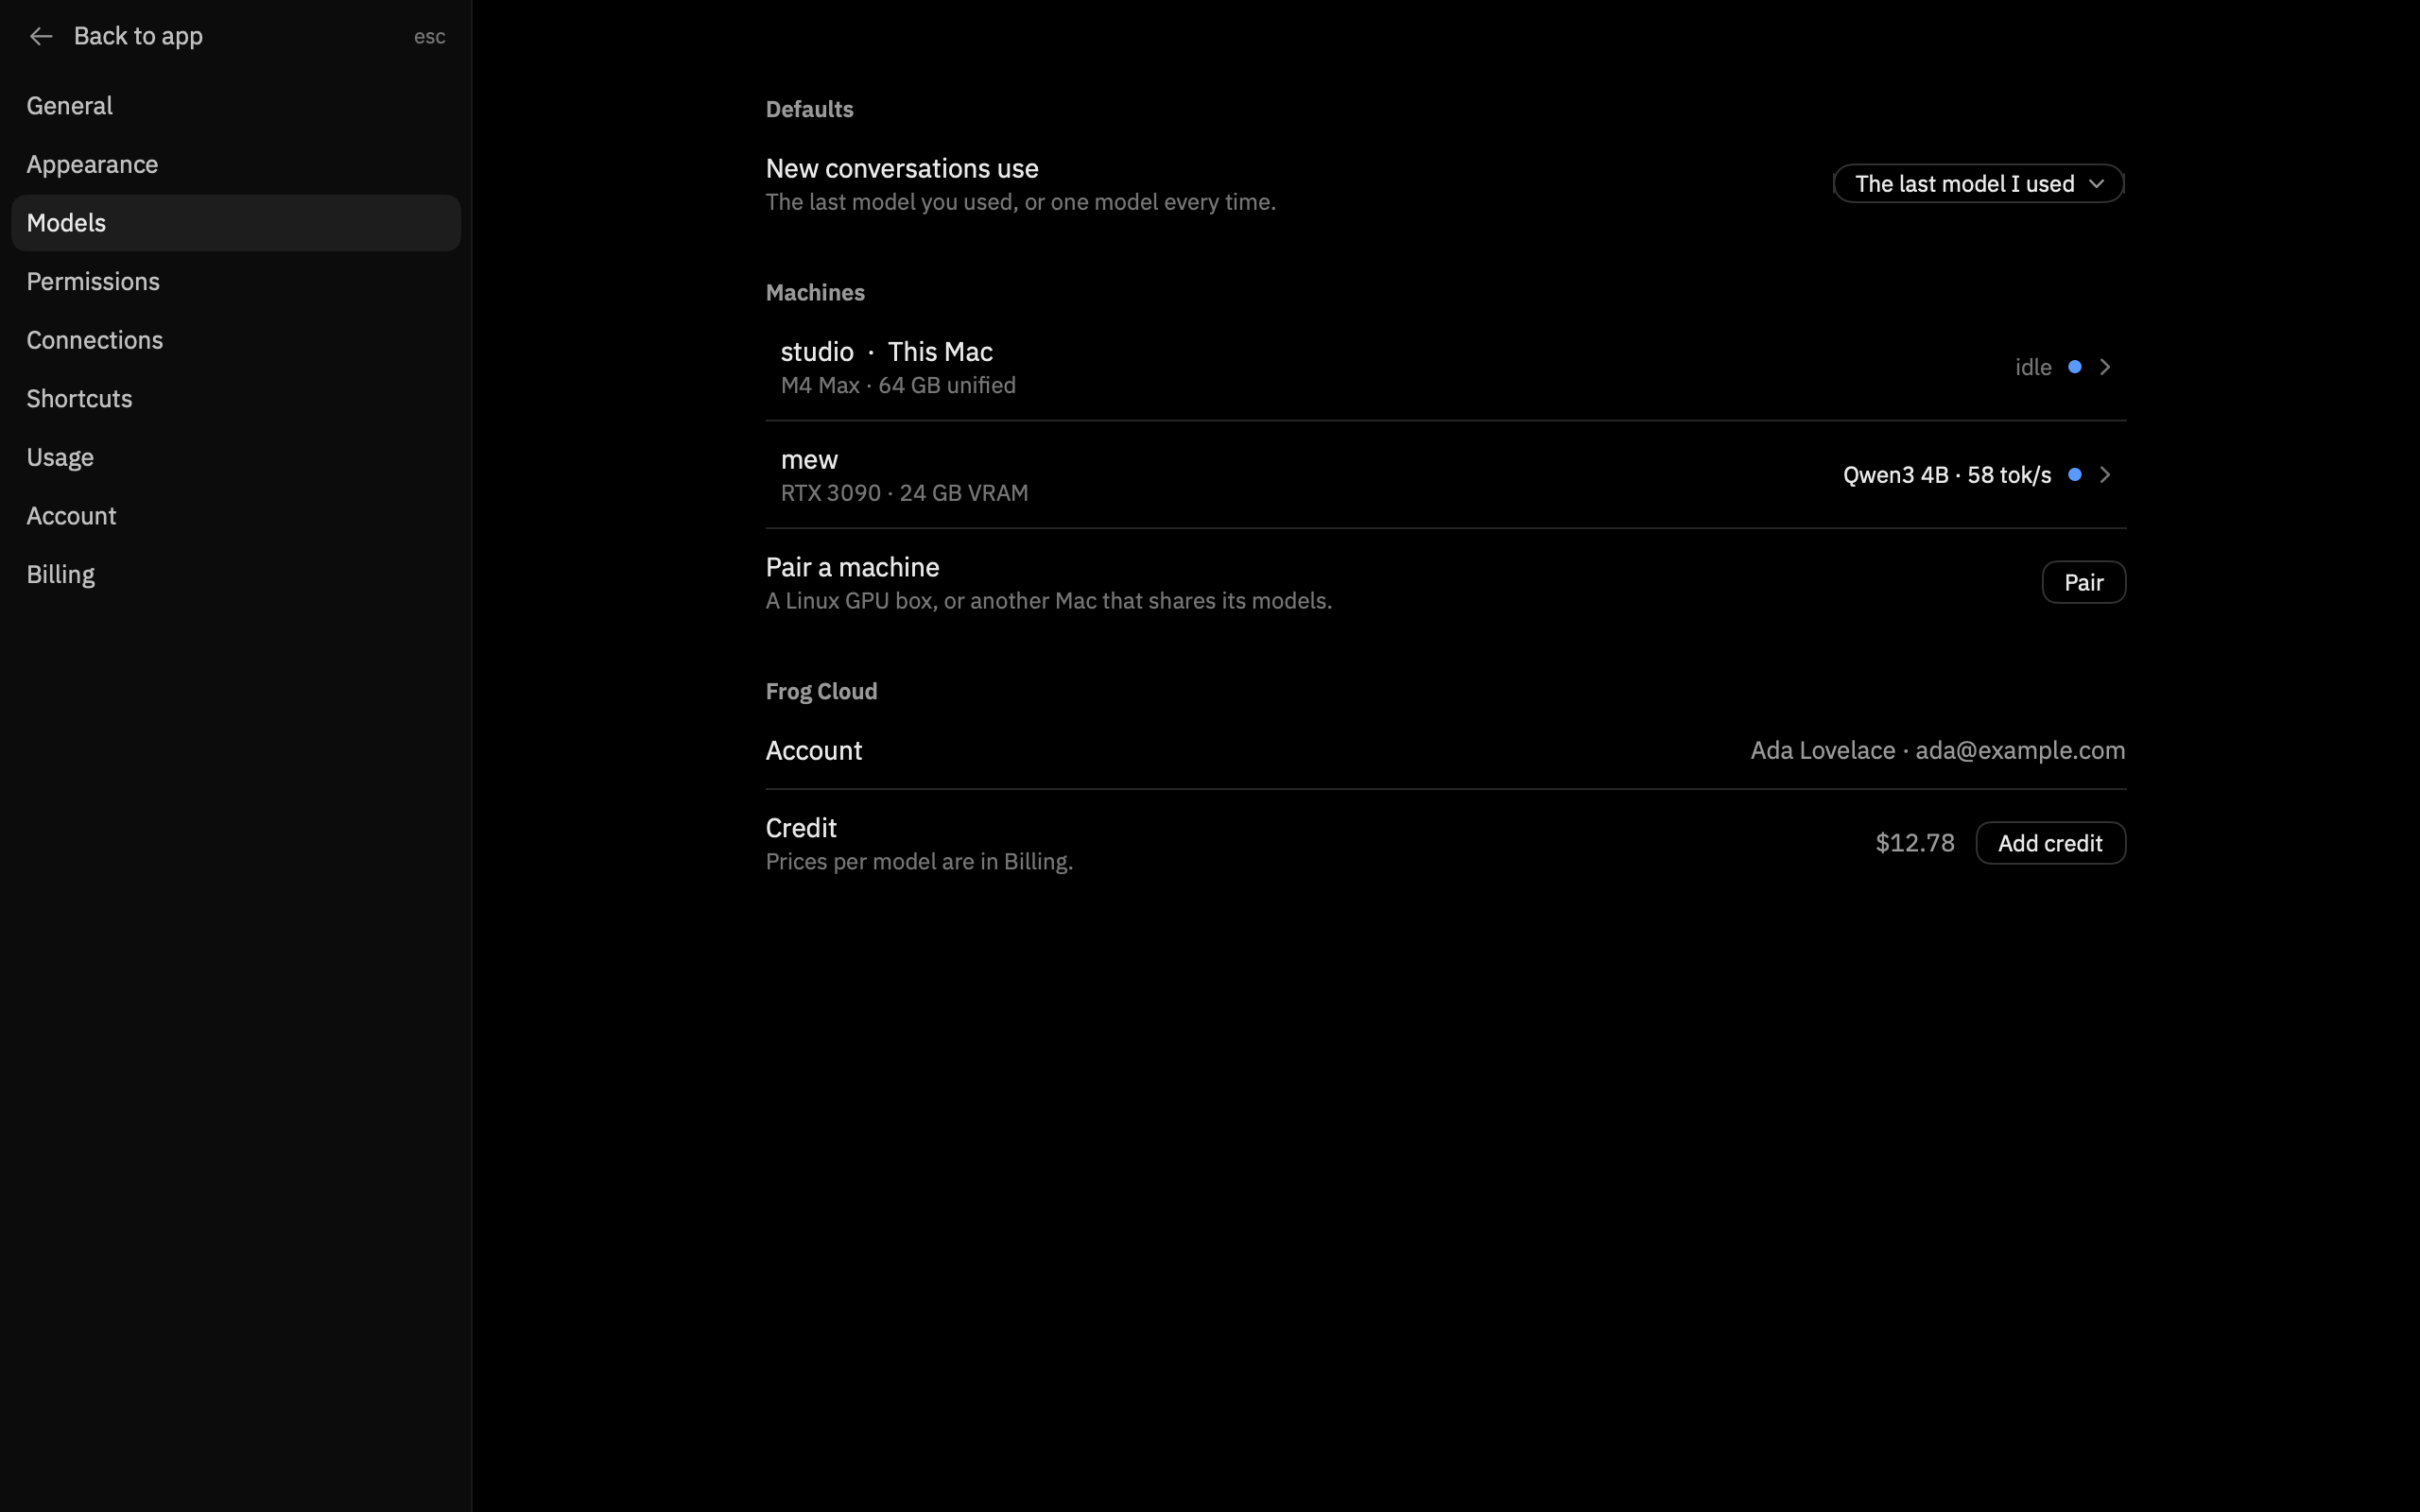 Back to app
esc
General
Appearance
Models
Permissions
Connections
Shortcuts
Usage
Account
Billing
Defaults
New conversations use
The last model you used, or one model every time.
The last model I used
Machines
studio · This Mac
M4 Max · 64 GB unified
idle
mew
RTX 3090 · 24 GB VRAM
Qwen3 4B · 58 tok/s
Pair a machine
A Linux GPU box, or another Mac that shares its models.
Pair
Frog Cloud
Account
Ada Lovelace · ada@example.com
Credit
Prices per model are in Billing.
$12.78
Add credit